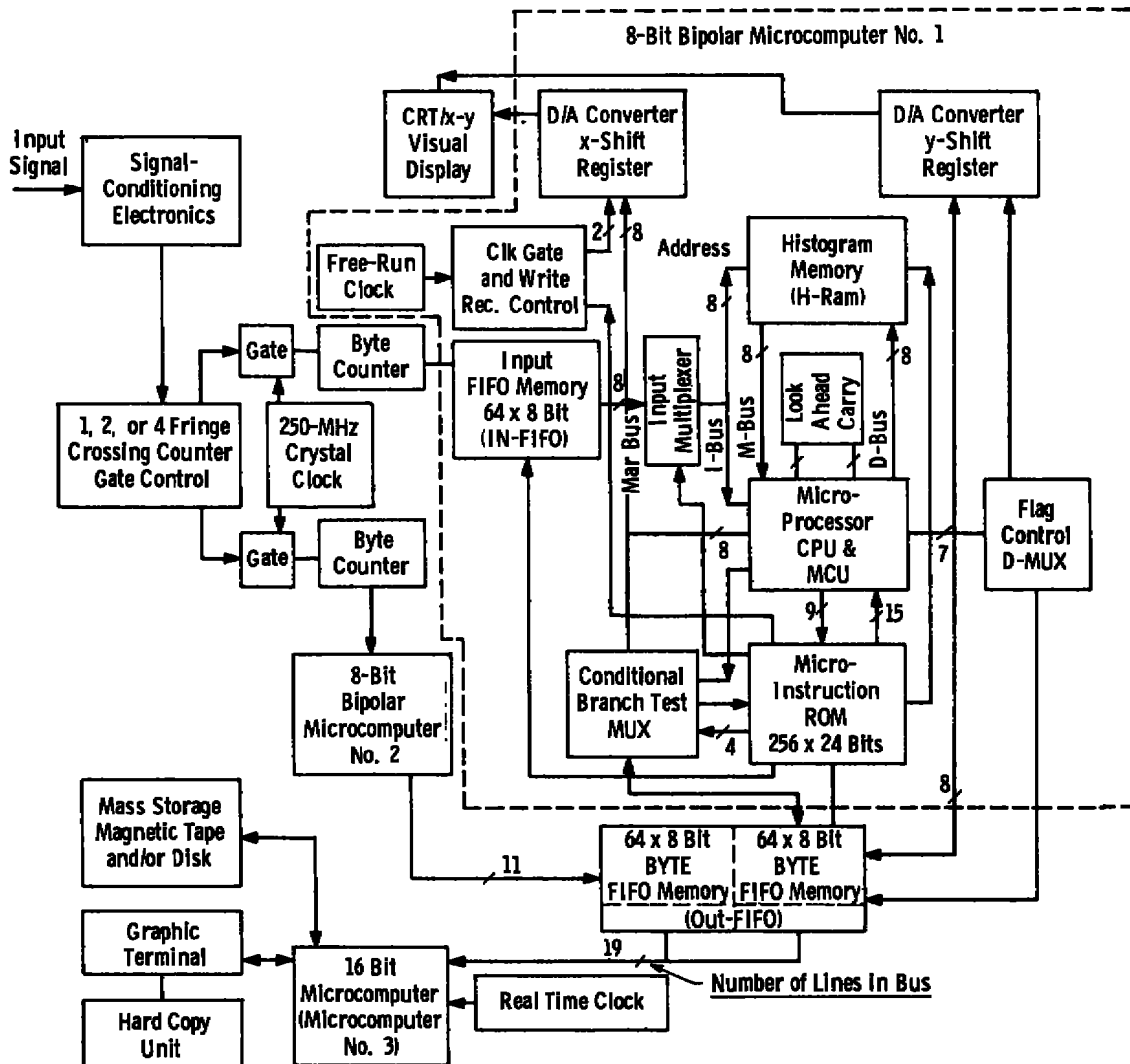 8-Bit Bipolar Microcomputer No. 1
Input
Signal
Signal-
Conditioning
Electronics
CRT/x-y
Visual
Display
D/A Converter
x-Shift
Register
D/A Converter
y-Shift
Register
Free-Run
Clock
Clk Gate
and Write
Rec. Control
2
8
Address
Histogram
Memory
(H-Ram)
8
8
8
Gate
Byte
Counter
Input
FIFO Memory
64 x 8 Bit
(IN-FIFO)
8
Mar Bus
Input
Multiplexer
I-Bus
M-Bus
Look
Ahead
Carry
D-Bus
1, 2, or 4 Fringe
Crossing Counter
Gate Control
250-MHz
Crystal
Clock
Gate
Byte
Counter
8
Micro-
Processor
CPU &
MCU
7
Flag
Control
D-MUX
9
15
8-Bit
Bipolar
Microcomputer
No. 2
Conditional
Branch Test
MUX
4
Micro-
Instruction
ROM
256 x 24 Bits
8
Mass Storage
Magnetic Tape
and/or Disk
11
64 x 8 Bit
BYTE
FIFO Memory
64 x 8 Bit
BYTE
FIFO Memory
(Out-FIFO)
Graphic
Terminal
19
Number of Lines in Bus
16 Bit
Microcomputer
(Microcomputer
No. 3)
Real Time Clock
Hard Copy
Unit